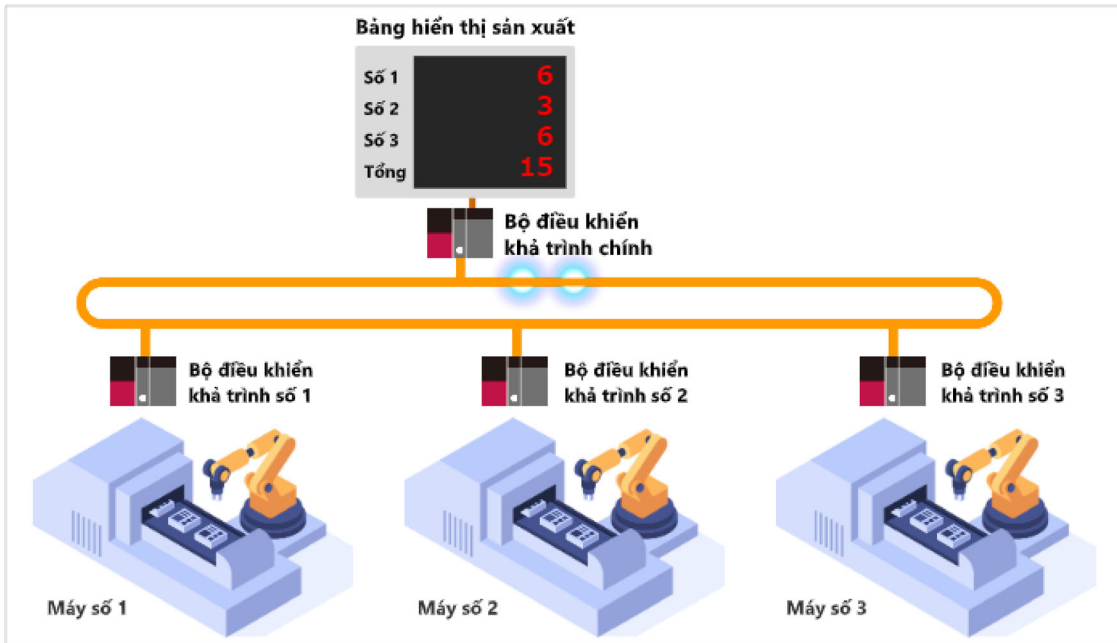 Bảng hiển thị sản xuất
Số 1 6
Số 2 3
Số 3 6
Tổng 15
Bộ điều khiển
khả trình chính
Bộ điều khiển
khả trình số 1
Bộ điều khiển
khả trình số 2
Bộ điều khiển
khả trình số 3
Máy số 1
Máy số 2
Máy số 3